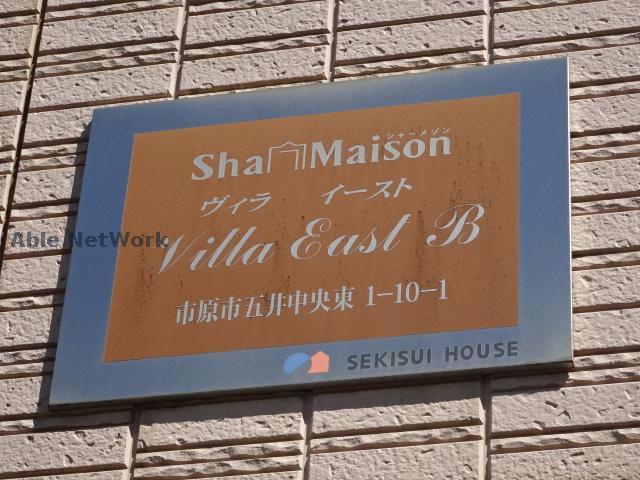 シャーメゾン
Sha Maison
ヴィラ イースト
Villa East B
市原市五井中央東 1-10-1
SEKISUI HOUSE
Able NetWork